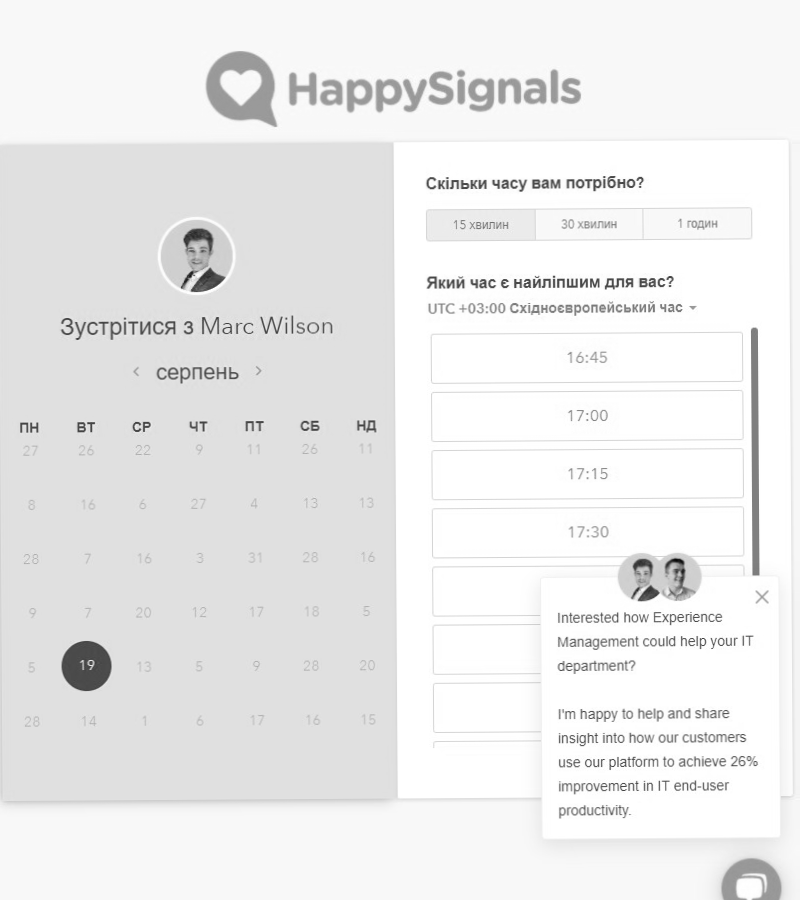 HappySignals
Зустрітися з Marc Wilson
серпень
ПН ВТ СР ЧТ ПТ СБ НД
27 26 22 9 11 26 11
8 16 6 27 4 13 13
28 7 16 3 31 28 16
9 7 20 12 17 18 5
5 19 13 5 9 28 20
28 14 1 6 17 16 15
Скільки часу вам потрібно?
15 хвилин 30 хвилин 1 годин
Який час є найліпшим для вас?
UTC +03:00 Східноєвропейський час
16:45
17:00
17:15
17:30
Interested how Experience
Management could help your IT
department?
I'm happy to help and share
insight into how our customers
use our platform to achieve 26%
improvement in IT end-user
productivity.